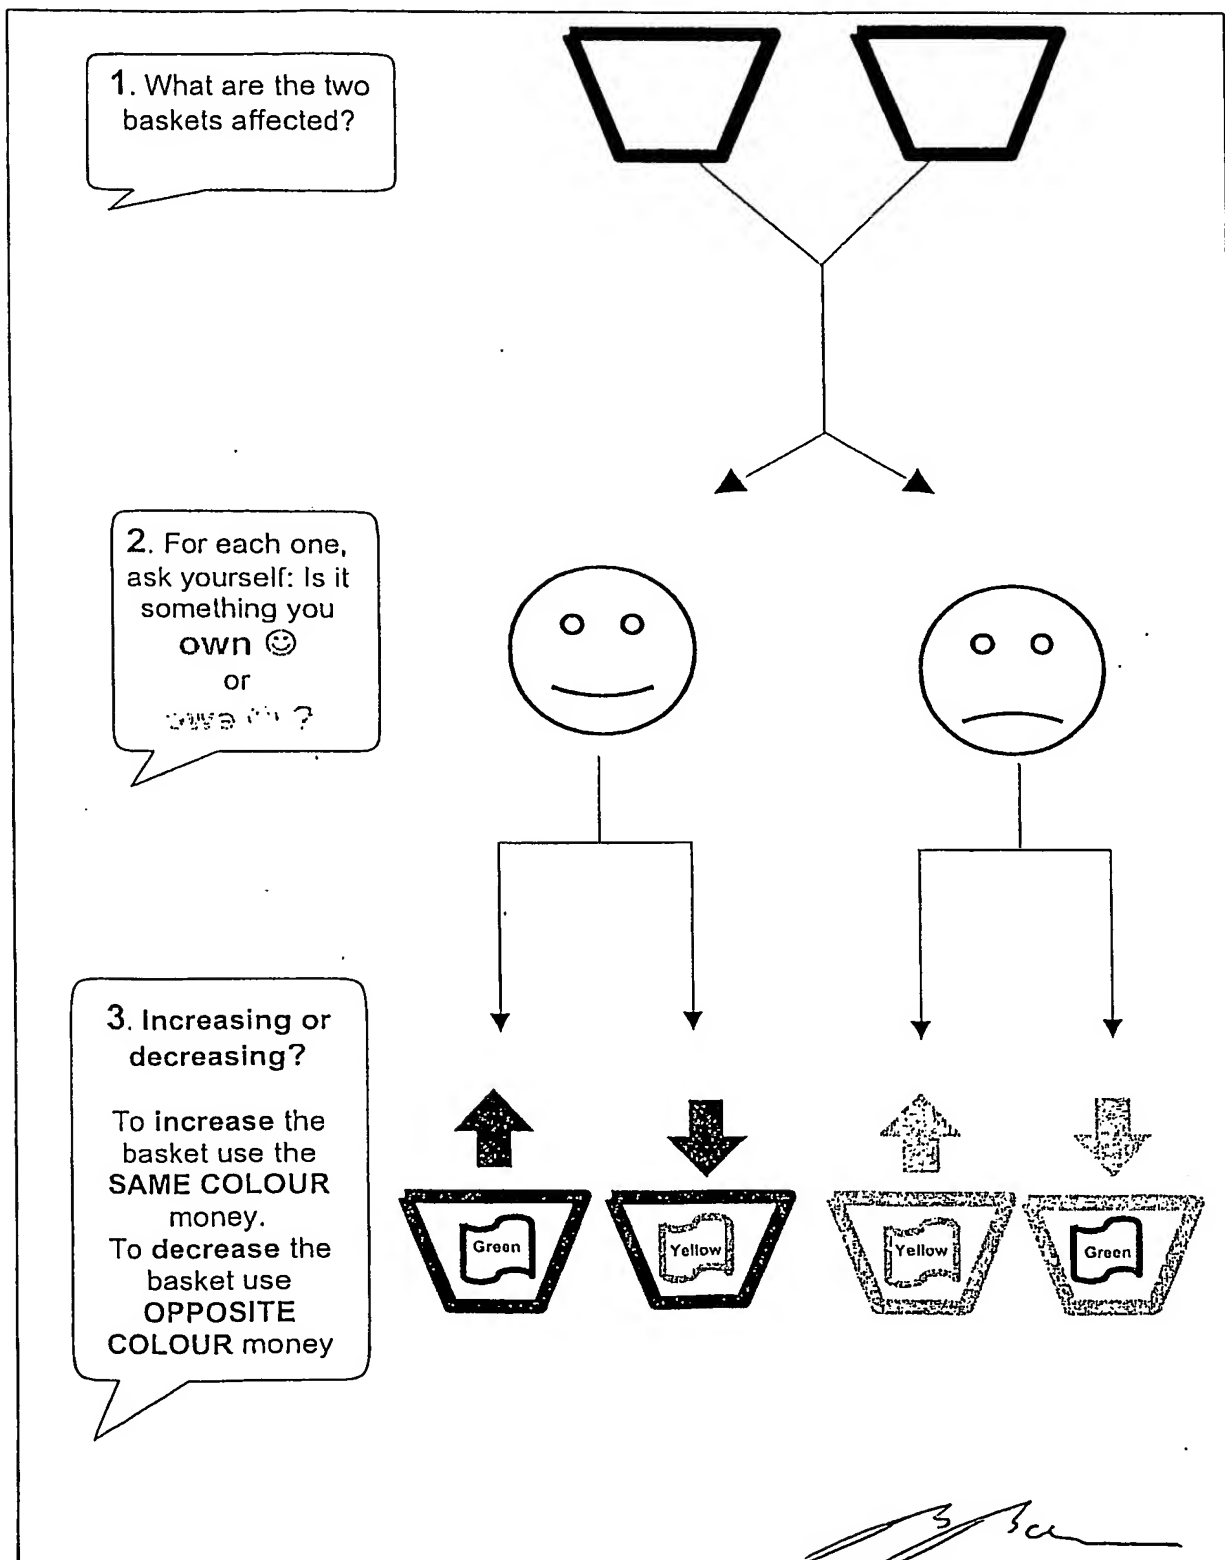 1. What are the two
baskets affected?
2. For each one,
ask yourself: Is it
something you
own ☺
or
owe ☹ ?
3. Increasing or
decreasing?
To increase the
basket use the
SAME COLOUR
money.
To decrease the
basket use
OPPOSITE
COLOUR money
Green
Yellow
Yellow
Green